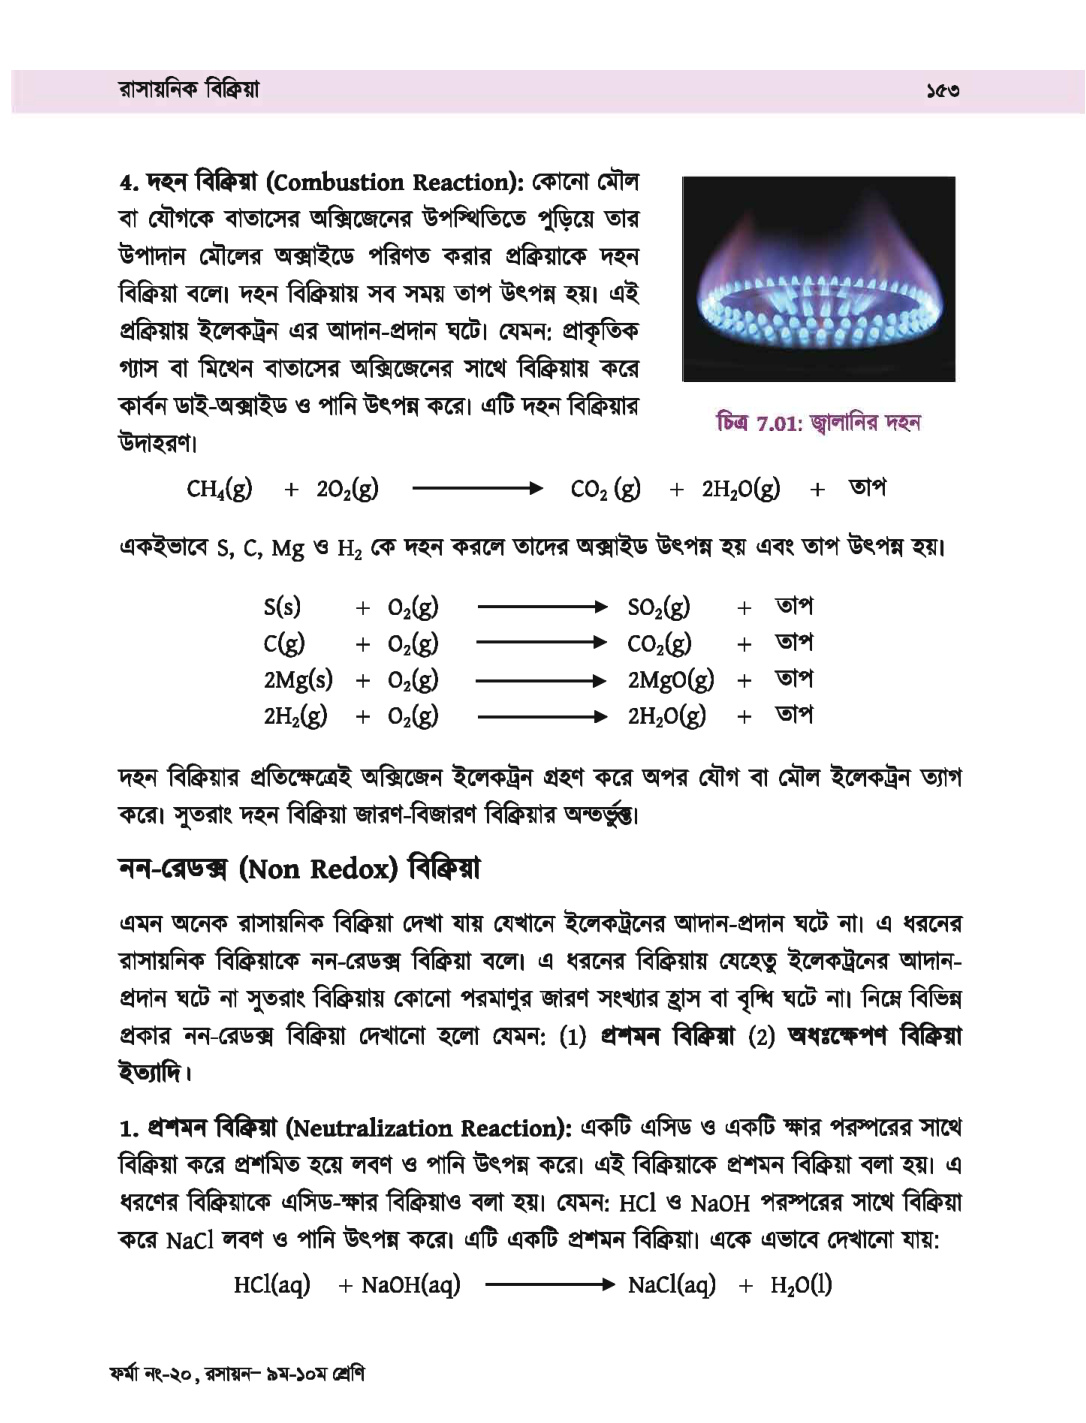 রাসায়নিক বিক্রিয়া ১৫৩
4. দহন বিক্রিয়া (Combustion Reaction): কোনো মৌল
বা যৌগকে বাতাসের অক্সিজেনের উপস্থিতিতে পুড়িয়ে তার
উপাদান মৌলের অক্সাইডে পরিণত করার প্রক্রিয়াকে দহন
বিক্রিয়া বলে। দহন বিক্রিয়ায় সব সময় তাপ উৎপন্ন হয়। এই
প্রক্রিয়ায় ইলেকট্রন এর আদান-প্রদান ঘটে। যেমন: প্রাকৃতিক
গ্যাস বা মিথেন বাতাসের অক্সিজেনের সাথে বিক্রিয়ায় করে
কার্বন ডাই-অক্সাইড ও পানি উৎপন্ন করে। এটি দহন বিক্রিয়ার
উদাহরণ।
চিত্র 7.01: জ্বালানির দহন
CH₄(g) + 2O₂(g) ⟶ CO₂ (g) + 2H₂O(g) + তাপ
একইভাবে S, C, Mg ও H₂ কে দহন করলে তাদের অক্সাইড উৎপন্ন হয় এবং তাপ উৎপন্ন হয়।
S(s) + O₂(g) ⟶ SO₂(g) + তাপ
C(g) + O₂(g) ⟶ CO₂(g) + তাপ
2Mg(s) + O₂(g) ⟶ 2MgO(g) + তাপ
2H₂(g) + O₂(g) ⟶ 2H₂O(g) + তাপ
দহন বিক্রিয়ার প্রতিক্ষেত্রেই অক্সিজেন ইলেকট্রন গ্রহণ করে অপর যৌগ বা মৌল ইলেকট্রন ত্যাগ
করে। সুতরাং দহন বিক্রিয়া জারণ-বিজারণ বিক্রিয়ার অন্তর্ভুক্ত।
নন-রেডক্স (Non Redox) বিক্রিয়া
এমন অনেক রাসায়নিক বিক্রিয়া দেখা যায় যেখানে ইলেকট্রনের আদান-প্রদান ঘটে না। এ ধরনের
রাসায়নিক বিক্রিয়াকে নন-রেডক্স বিক্রিয়া বলে। এ ধরনের বিক্রিয়ায় যেহেতু ইলেকট্রনের আদান-
প্রদান ঘটে না সুতরাং বিক্রিয়ায় কোনো পরমাণুর জারণ সংখ্যার হ্রাস বা বৃদ্ধি ঘটে না। নিম্নে বিভিন্ন
প্রকার নন-রেডক্স বিক্রিয়া দেখানো হলো যেমন: (1) প্রশমন বিক্রিয়া (2) অধঃক্ষেপণ বিক্রিয়া
ইত্যাদি।
1. প্রশমন বিক্রিয়া (Neutralization Reaction): একটি এসিড ও একটি ক্ষার পরস্পরের সাথে
বিক্রিয়া করে প্রশমিত হয়ে লবণ ও পানি উৎপন্ন করে। এই বিক্রিয়াকে প্রশমন বিক্রিয়া বলা হয়। এ
ধরণের বিক্রিয়াকে এসিড-ক্ষার বিক্রিয়াও বলা হয়। যেমন: HCl ও NaOH পরস্পরের সাথে বিক্রিয়া
করে NaCl লবণ ও পানি উৎপন্ন করে। এটি একটি প্রশমন বিক্রিয়া। একে এভাবে দেখানো যায়:
HCl(aq) + NaOH(aq) ⟶ NaCl(aq) + H₂O(l)
ফর্মা নং-২০, রসায়ন– ৯ম-১০ম শ্রেণি